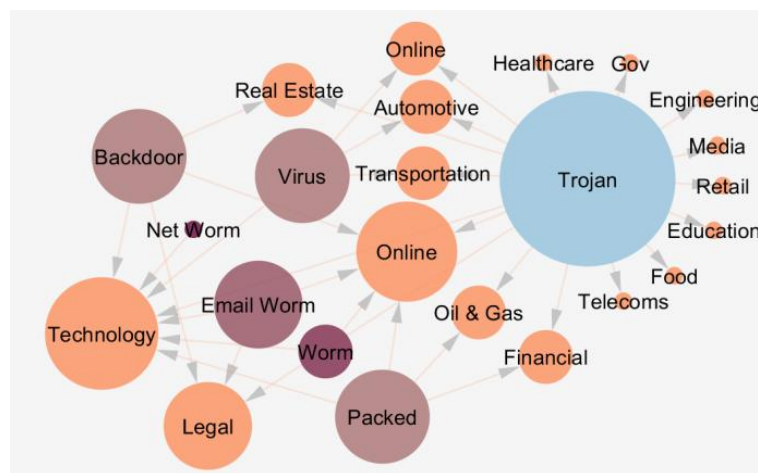 Online
Healthcare
Gov
Real Estate
Automotive
Engineering
Backdoor
Virus
Transportation
Trojan
Media
Retail
Net Worm
Online
Education
Technology
Email Worm
Oil & Gas
Food
Telecoms
Worm
Financial
Legal
Packed